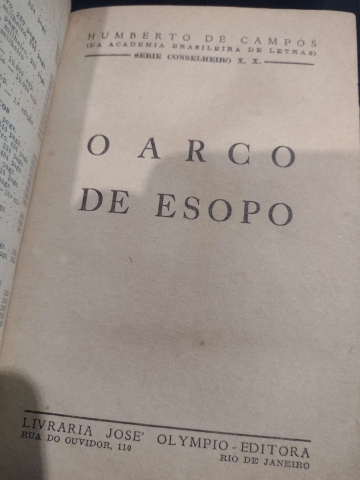 HUMBERTO DE CAMPOS
(DA ACADEMIA BRASILEIRA DE LETRAS)
SERIE CONSELHEIRO X. X.
O ARCO
DE ESOPO
LIVRARIA JOSE' OLYMPIO-EDITORA
RUA DO OUVIDOR, 110
RIO DE JANEIRO